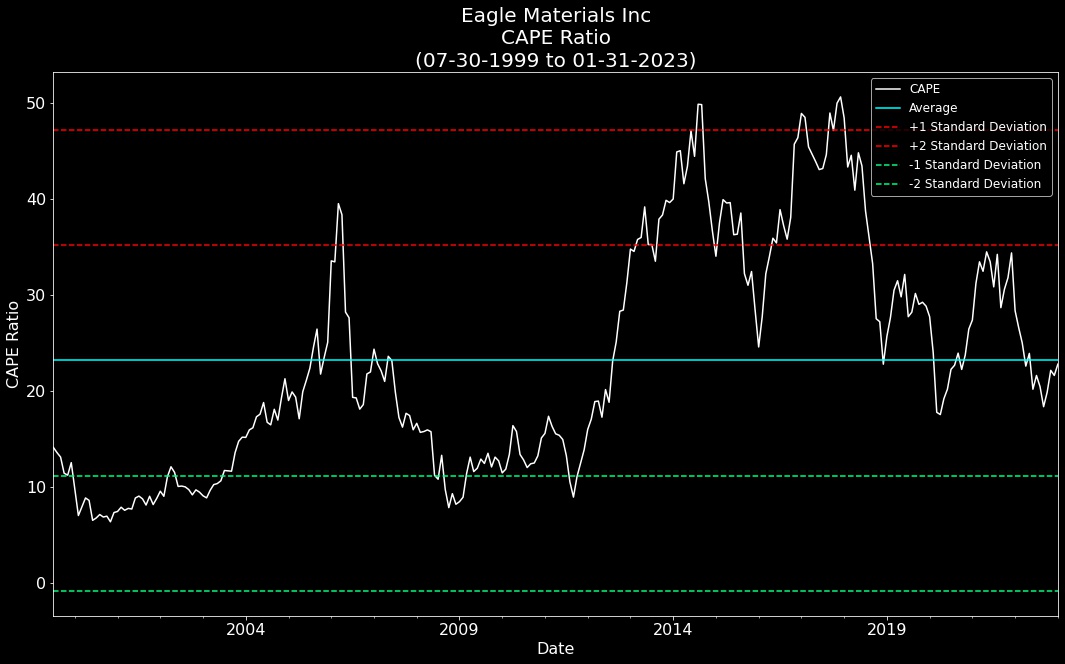 Eagle Materials Inc
CAPE Ratio
(07-30-1999 to 01-31-2023)
CAPE
Average
+1 Standard Deviation
+2 Standard Deviation
-1 Standard Deviation
-2 Standard Deviation
50
40
30
20
10
0
CAPE Ratio
2004
2009
2014
2019
Date